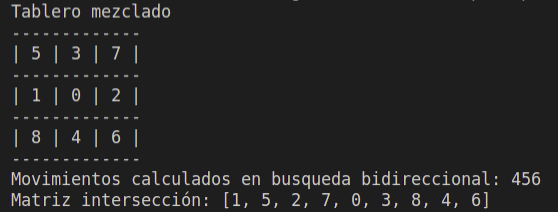 Tablero mezclado
-------------
| 5 | 3 | 7 |
-------------
| 1 | 0 | 2 |
-------------
| 8 | 4 | 6 |
-------------
Movimientos calculados en busqueda bidireccional: 456
Matriz intersección: [1, 5, 2, 7, 0, 3, 8, 4, 6]